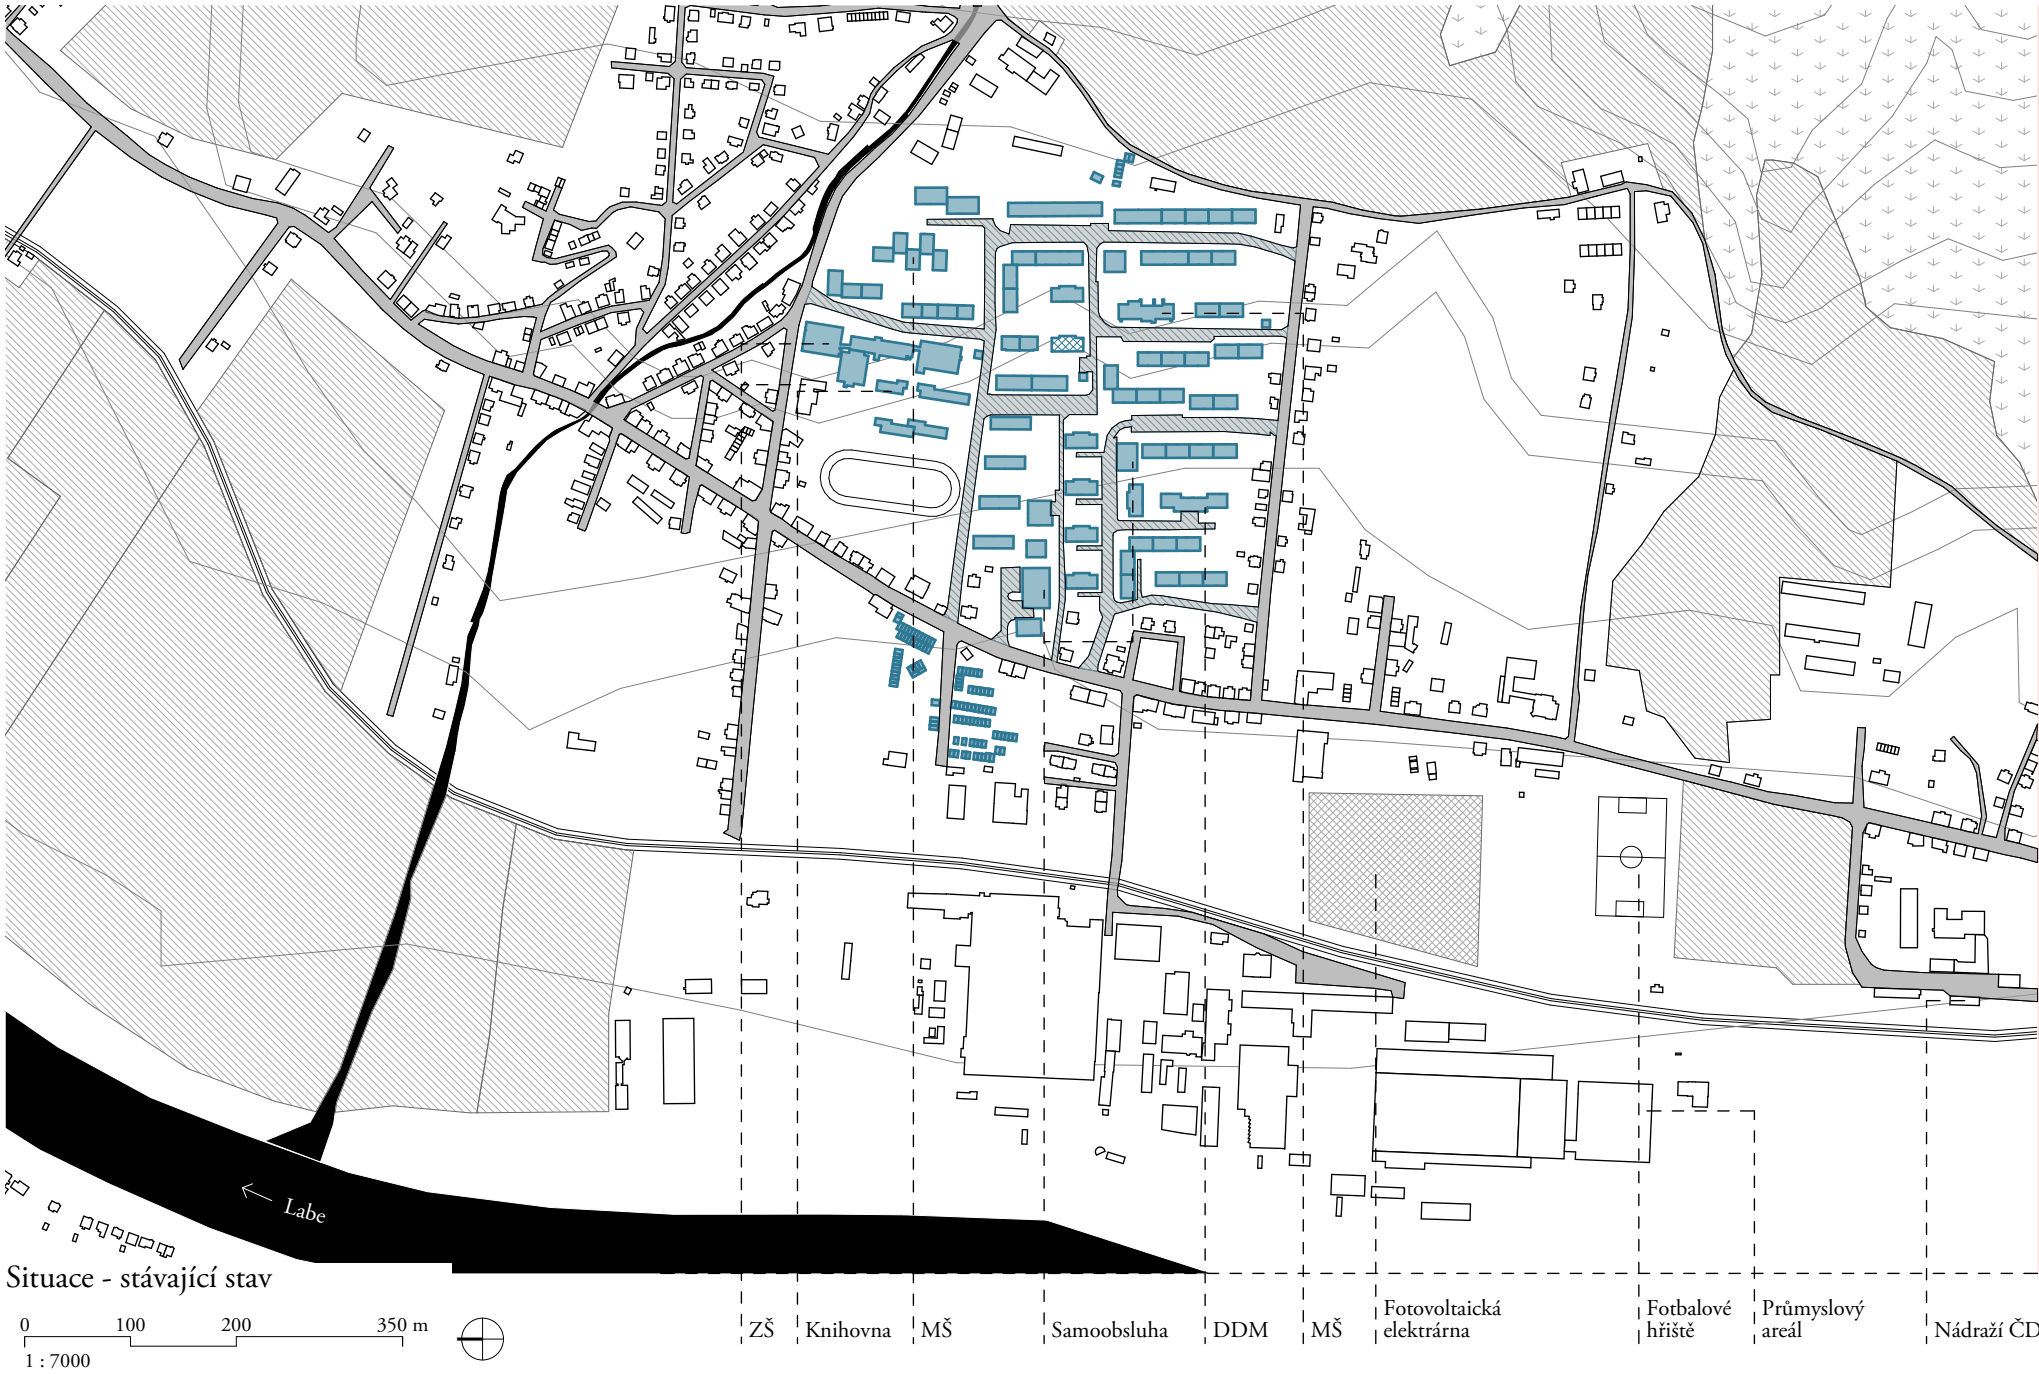 Labe
Situace - stávající stav
0 100 200 350 m
1 : 7000
ZŠ
Knihovna
MŠ
Samoobsluha
DDM
MŠ
Fotovoltaická
elektrárna
Fotbalové
hřiště
Průmyslový
areál
Nádraží ČD